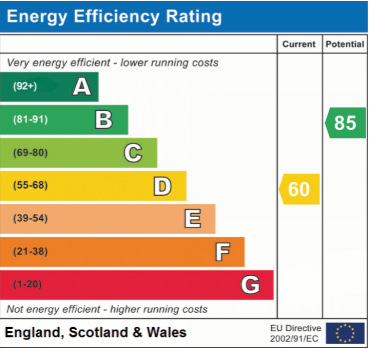 Energy Efficiency Rating
Current Potential
Very energy efficient - lower running costs
(92+) A
(81-91) B
85
(69-80) C
(55-68) D
60
(39-54) E
(21-38) F
(1-20) G
Not energy efficient - higher running costs
England, Scotland & Wales
EU Directive
2002/91/EC